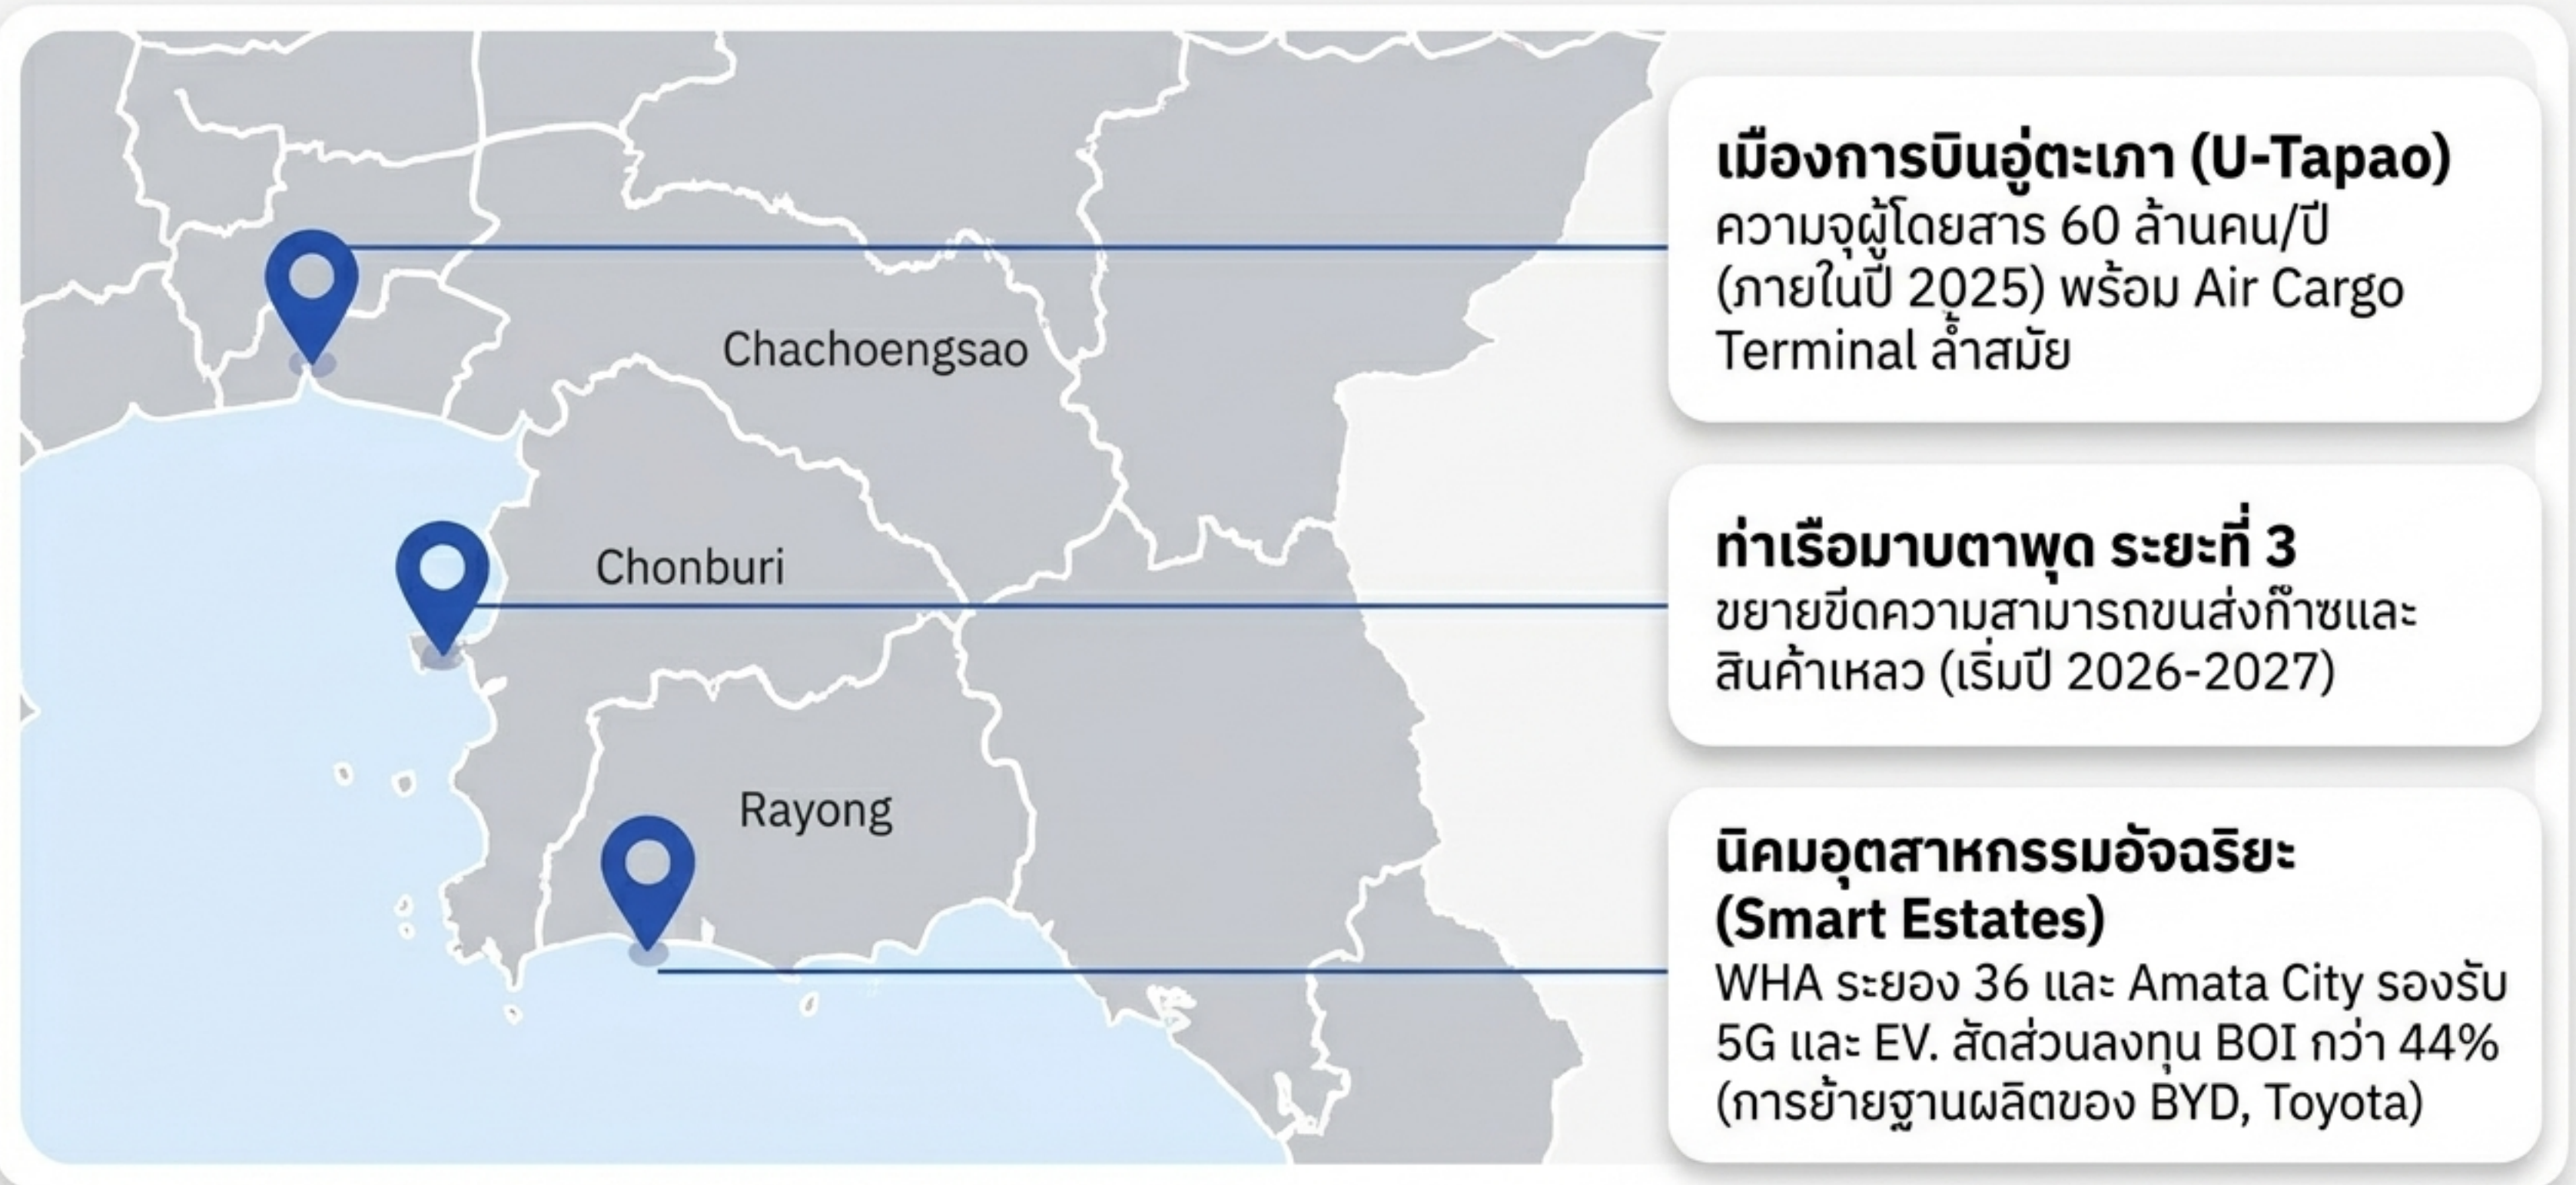 Chachoengsao
Chonburi
Rayong
เมืองการบินอู่ตะเภา (U-Tapao)
ความจุผู้โดยสาร 60 ล้านคน/ปี
(ภายในปี 2025) พร้อม Air Cargo
Terminal ล้ำสมัย
ท่าเรือมาบตาพุด ระยะที่ 3
ขยายขีดความสามารถขนส่งก๊าซและ
สินค้าเหลว (เริ่มปี 2026-2027)
นิคมอุตสาหกรรมอัจฉริยะ
(Smart Estates)
WHA ระยอง 36 และ Amata City รองรับ
5G และ EV. สัดส่วนลงทุน BOI กว่า 44%
(การย้ายฐานผลิตของ BYD, Toyota)